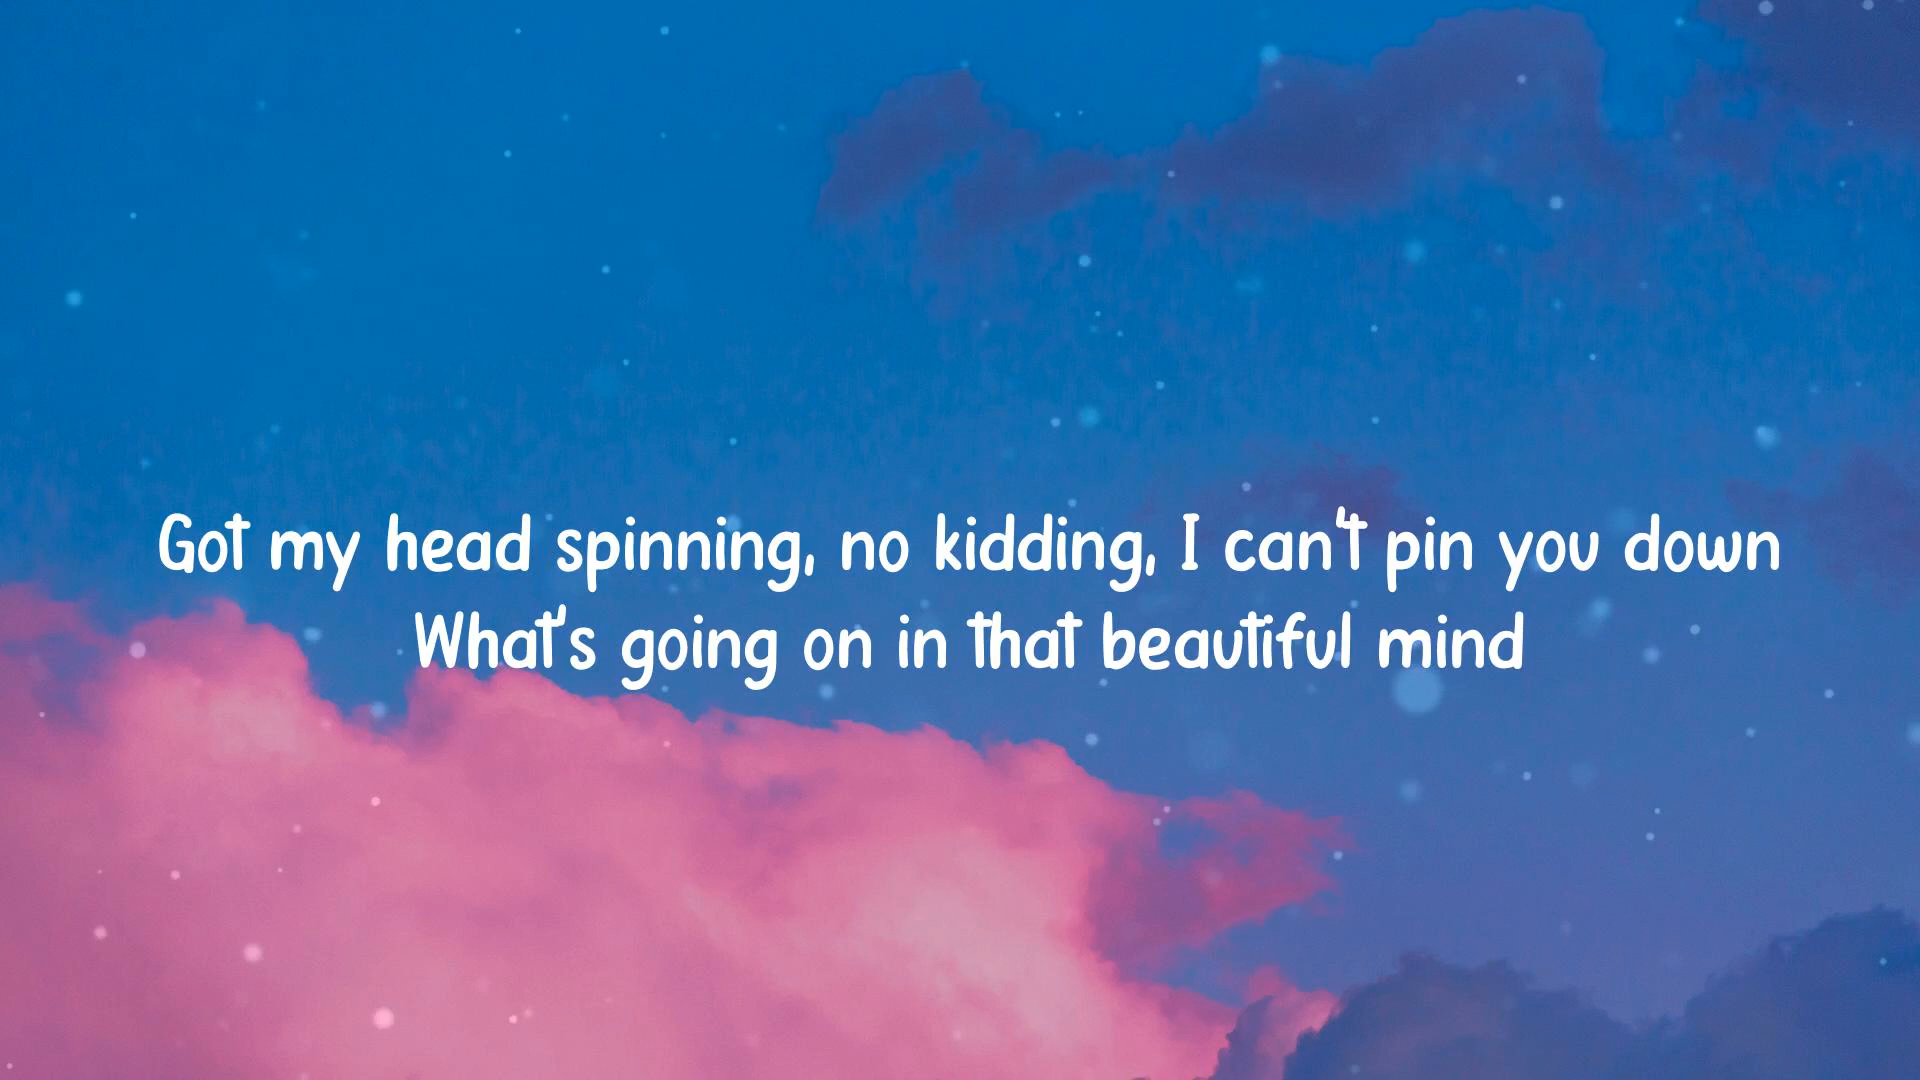 Got my head spinning, no kidding, I can't pin you down
What's going on in that beautiful mind